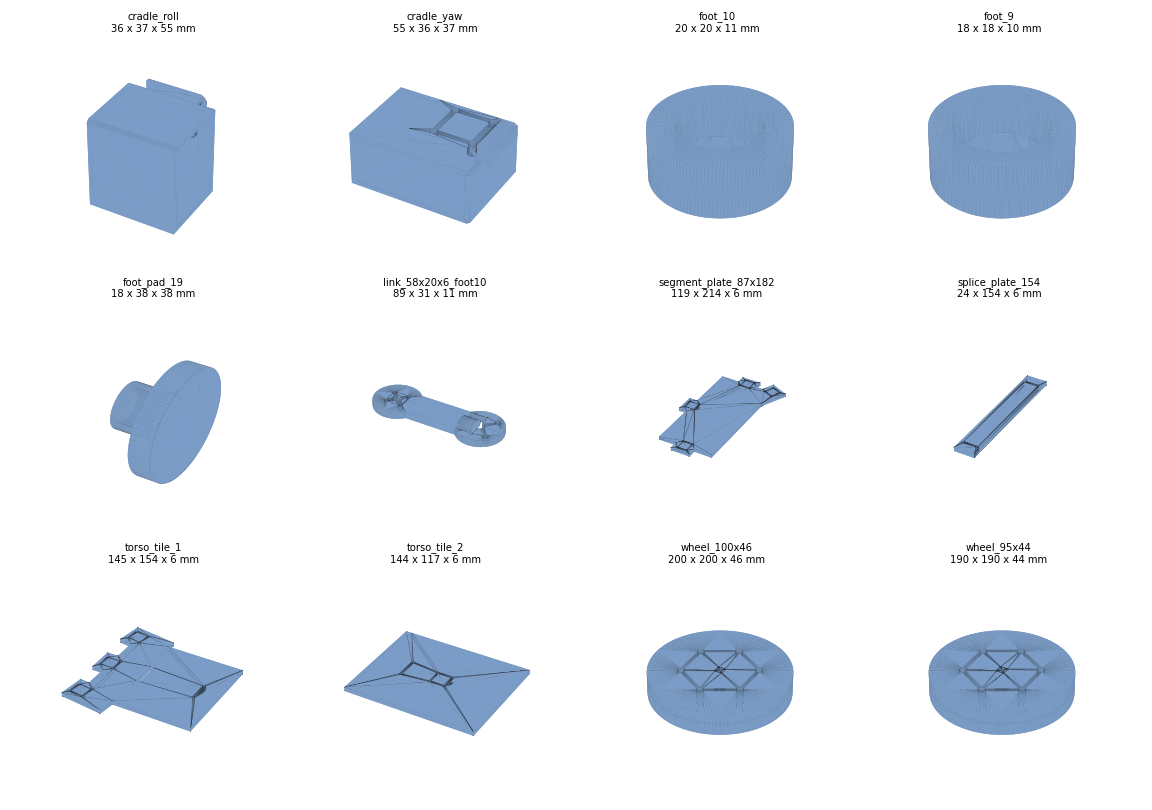 cradle_roll
36 x 37 x 55 mm
cradle_yaw
55 x 36 x 37 mm
foot_10
20 x 20 x 11 mm
foot_9
18 x 18 x 10 mm
foot_pad_19
18 x 38 x 38 mm
link_58x20x6_foot10
89 x 31 x 11 mm
segment_plate_87x182
119 x 214 x 6 mm
splice_plate_154
24 x 154 x 6 mm
torso_tile_1
145 x 154 x 6 mm
torso_tile_2
144 x 117 x 6 mm
wheel_100x46
200 x 200 x 46 mm
wheel_95x44
190 x 190 x 44 mm